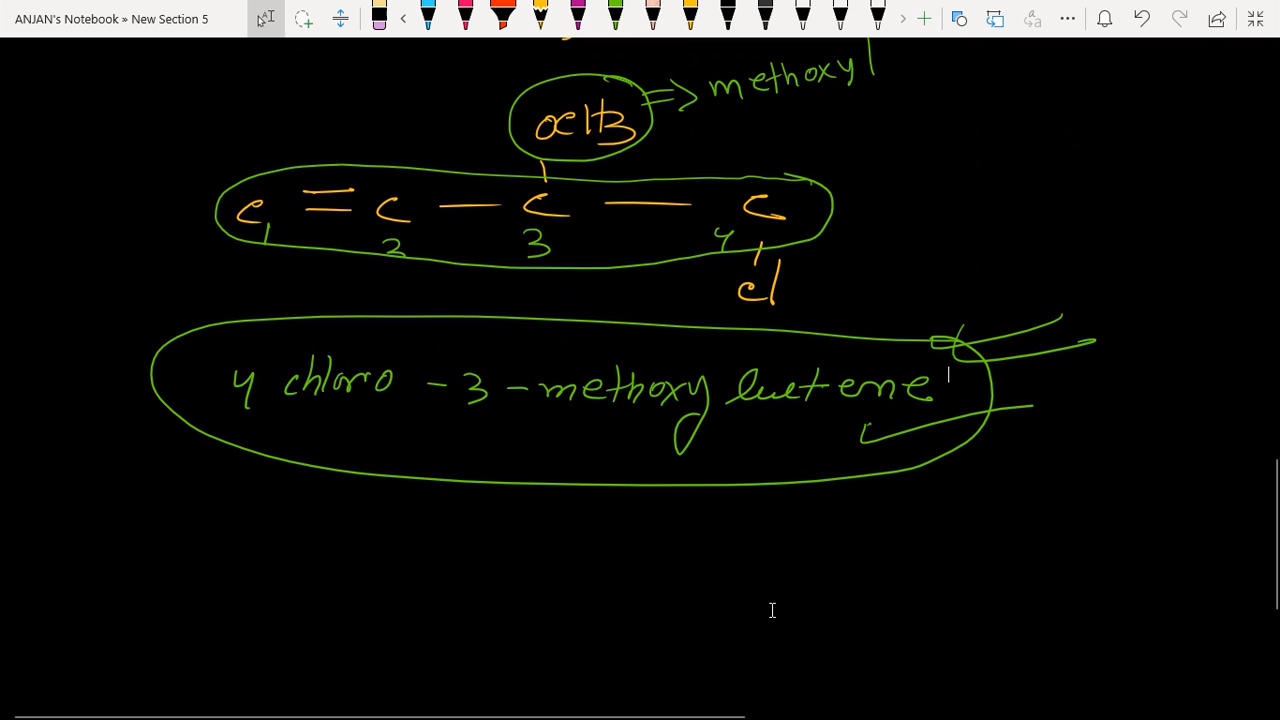 ANJAN's Notebook » New Section 5
methoxyl
OCH3
C = C — C — C
1 2 3 4
Cl
4 chloro - 3 - methoxy butene